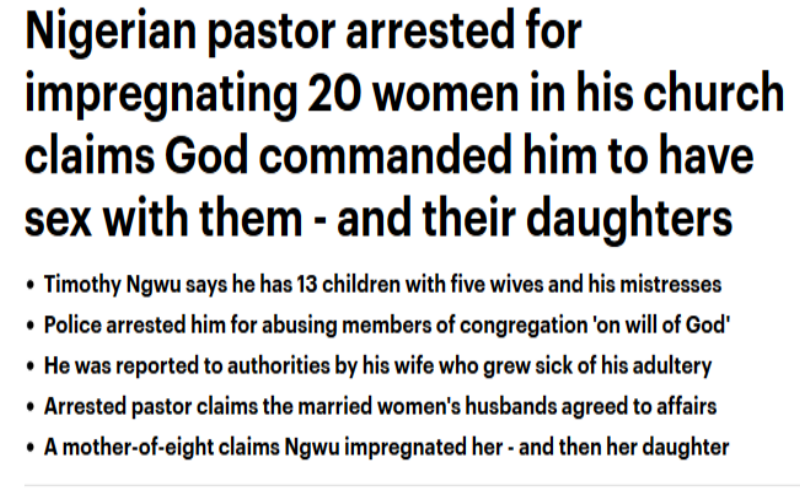 Nigerian pastor arrested for
impregnating 20 women in his church
claims God commanded him to have
sex with them - and their daughters
• Timothy Ngwu says he has 13 children with five wives and his mistresses
• Police arrested him for abusing members of congregation 'on will of God'
• He was reported to authorities by his wife who grew sick of his adultery
• Arrested pastor claims the married women's husbands agreed to affairs
• A mother-of-eight claims Ngwu impregnated her - and then her daughter